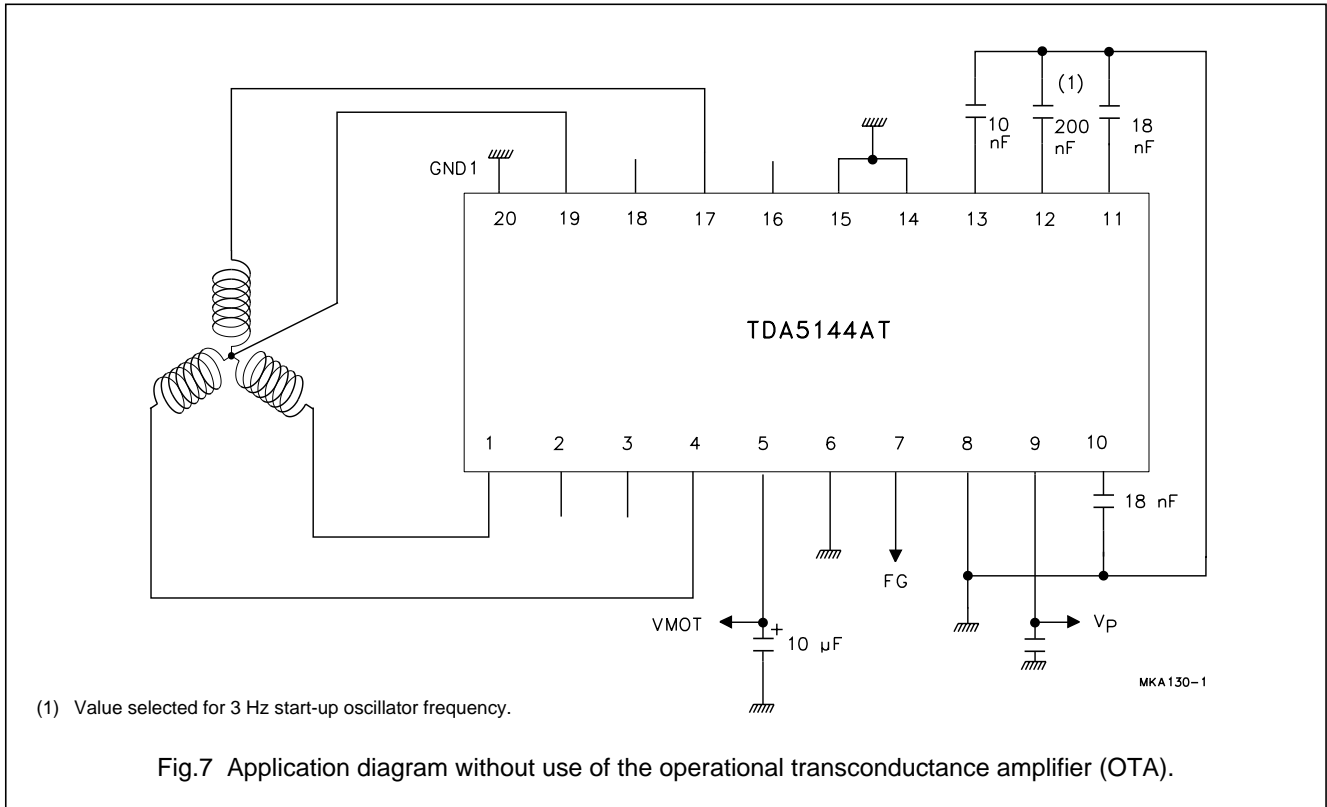 (1)
10 nF
200 nF
18 nF
GND1
20 19 18 17 16 15 14 13 12 11
TDA5144AT
1 2 3 4 5 6 7 8 9 10
18 nF
FG
VMOT
+
10 µF
VP
MKA130-1
(1) Value selected for 3 Hz start-up oscillator frequency.
Fig.7 Application diagram without use of the operational transconductance amplifier (OTA).